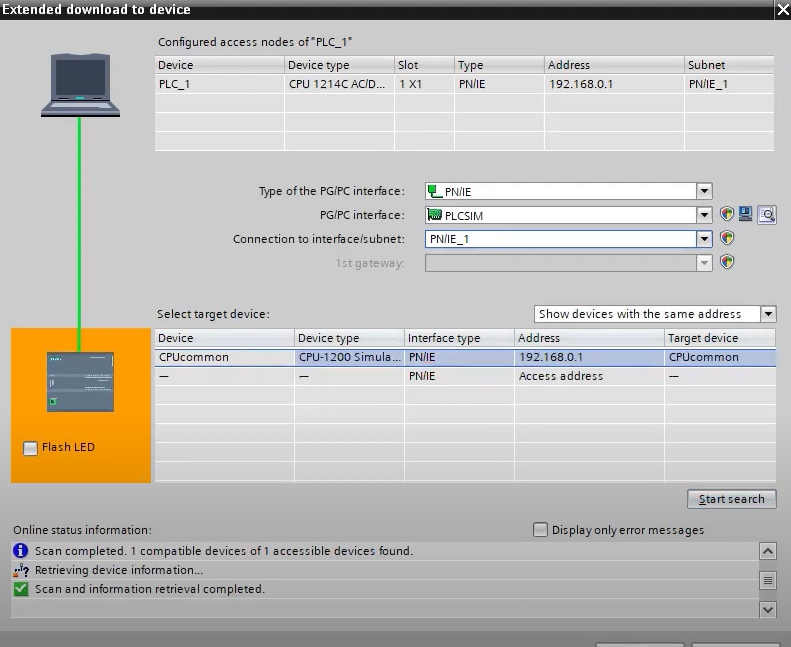 Extended download to device
Configured access nodes of "PLC_1"
Device Device type Slot Type Address Subnet
PLC_1 CPU 1214C AC/D... 1 X1 PN/IE 192.168.0.1 PN/IE_1
Type of the PG/PC interface: PN/IE
PG/PC interface: PLCSIM
Connection to interface/subnet: PN/IE_1
1st gateway:
Select target device: Show devices with the same address
Device Device type Interface type Address Target device
CPUcommon CPU-1200 Simula... PN/IE 192.168.0.1 CPUcommon
-- -- PN/IE Access address --
Flash LED
Start search
Online status information: Display only error messages
Scan completed. 1 compatible devices of 1 accessible devices found.
Retrieving device information...
Scan and information retrieval completed.